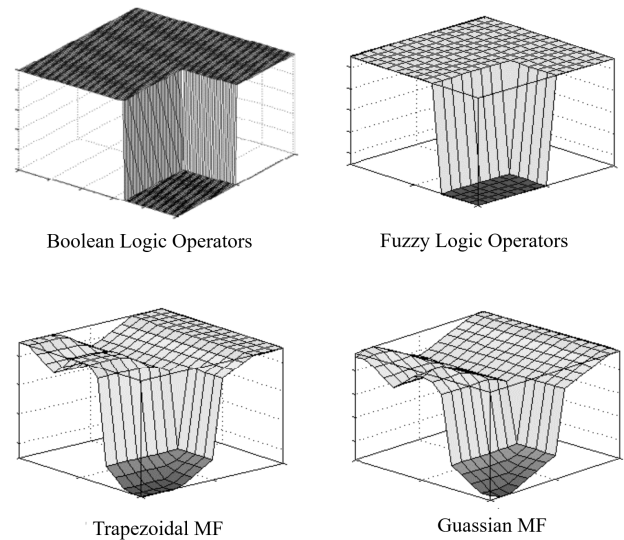 Boolean Logic Operators
Fuzzy Logic Operators
Trapezoidal MF
Guassian MF